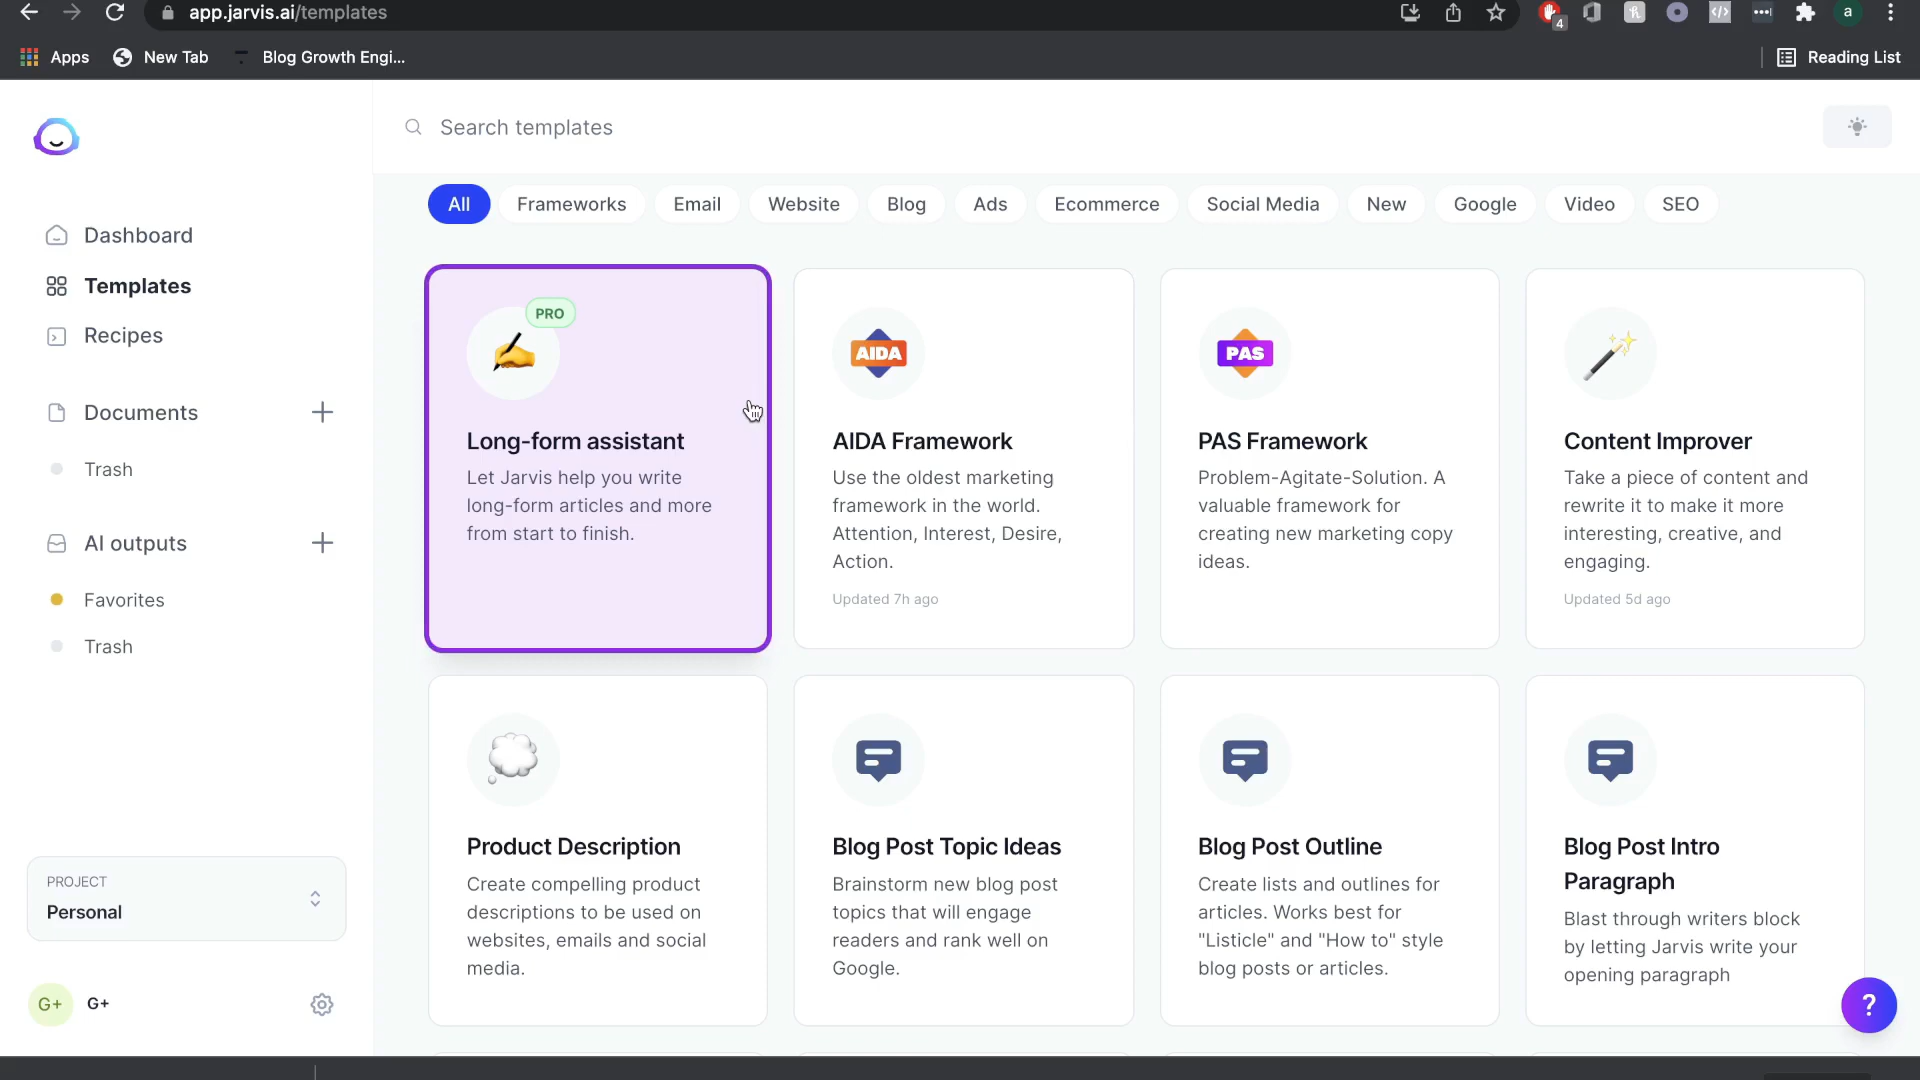 app.jarvis.ai/templates
4
a
Apps
New Tab
Blog Growth Engi...
Reading List
Search templates
All
Frameworks
Email
Website
Blog
Ads
Ecommerce
Social Media
New
Google
Video
SEO
Dashboard
Templates
Recipes
Documents
Trash
AI outputs
Favorites
Trash
PROJECT
Personal
G+
G+
PRO
Long-form assistant
Let Jarvis help you write
long-form articles and more
from start to finish.
AIDA
AIDA Framework
Use the oldest marketing
framework in the world.
Attention, Interest, Desire,
Action.
Updated 7h ago
PAS
PAS Framework
Problem-Agitate-Solution. A
valuable framework for
creating new marketing copy
ideas.
Content Improver
Take a piece of content and
rewrite it to make it more
interesting, creative, and
engaging.
Updated 5d ago
Product Description
Create compelling product
descriptions to be used on
websites, emails and social
media.
Blog Post Topic Ideas
Brainstorm new blog post
topics that will engage
readers and rank well on
Google.
Blog Post Outline
Create lists and outlines for
articles. Works best for
"Listicle" and "How to" style
blog posts or articles.
Blog Post Intro
Paragraph
Blast through writers block
by letting Jarvis write your
opening paragraph
?